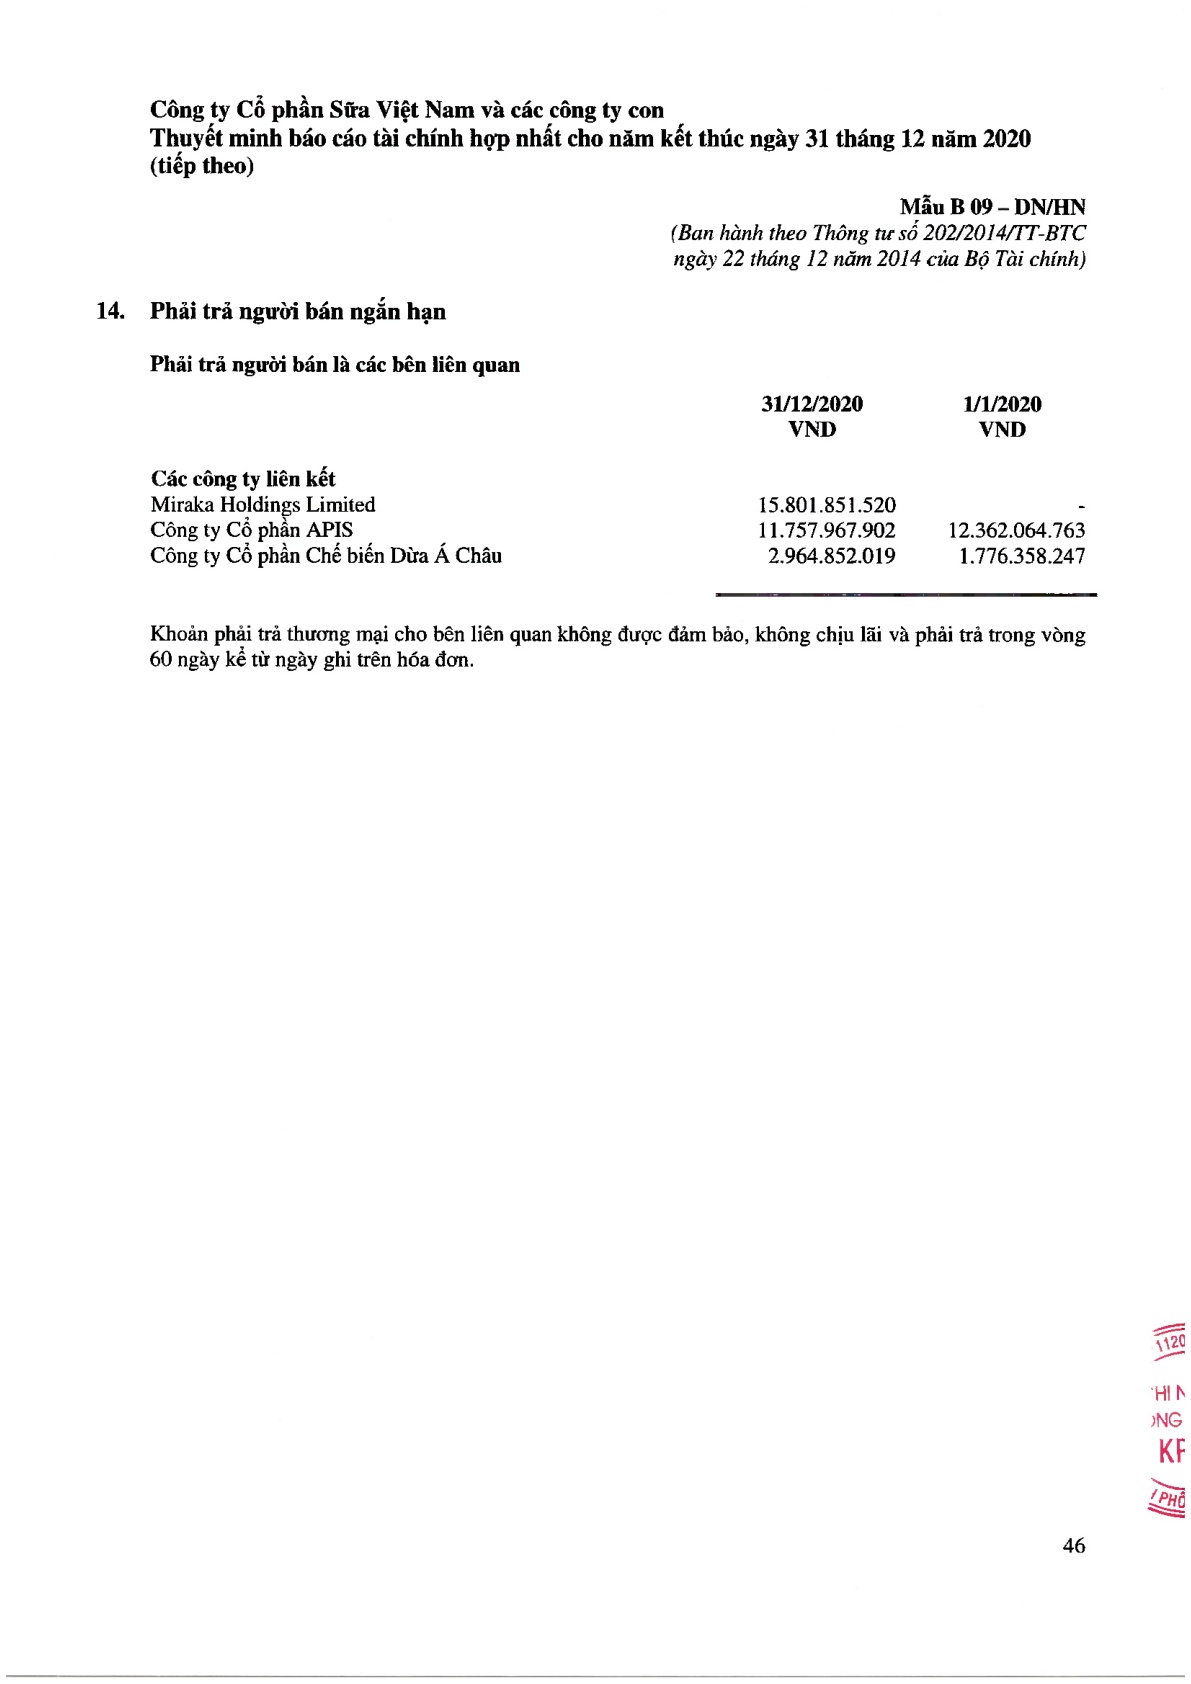 Công ty Cổ phần Sữa Việt Nam và các công ty con
Thuyết minh báo cáo tài chính hợp nhất cho năm kết thúc ngày 31 tháng 12 năm 2020
(tiếp theo)
Mẫu B 09 – DN/HN
(Ban hành theo Thông tư số 202/2014/TT-BTC
ngày 22 tháng 12 năm 2014 của Bộ Tài chính)
14. Phải trả người bán ngắn hạn
Phải trả người bán là các bên liên quan
31/12/2020 1/1/2020
VND VND
Các công ty liên kết
Miraka Holdings Limited 15.801.851.520 -
Công ty Cổ phần APIS 11.757.967.902 12.362.064.763
Công ty Cổ phần Chế biến Dừa Á Châu 2.964.852.019 1.776.358.247
Khoản phải trả thương mại cho bên liên quan không được đảm bảo, không chịu lãi và phải trả trong vòng
60 ngày kể từ ngày ghi trên hóa đơn.
1120
HI N
NG
KP
PHỐ
46